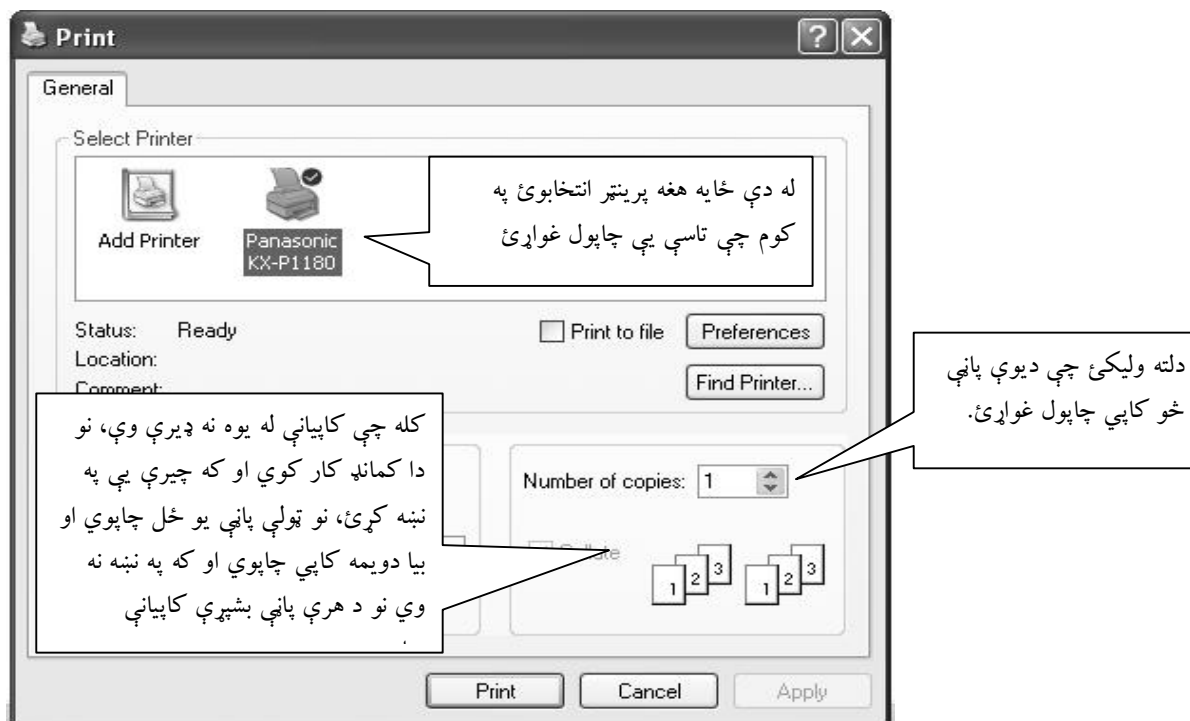 Print
General
Select Printer
Add Printer
Panasonic
KX-P1180
له دې ځایه هغه پرینټر انتخابوئ په
کوم چې تاسې یې چاپول غواړئ
Status: Ready
Print to file
Preferences
Location:
Comment:
Find Printer...
دلته ولیکئ چې دیوې پاڼې
څو کاپي چاپول غواړئ.
کله چې کاپیانې له یوه نه ډیرې وي، نو
دا کمانډ کار کوي او که چیرې یې په
نښه کړئ، نو ټولې پاڼې یو ځل چاپوي او
بیا دویمه کاپي چاپوي او که په نښه نه
وي نو د هرې پاڼې بشپړې کاپیانې
Number of copies: 1
1 2 3 1 2 3
Print
Cancel
Apply